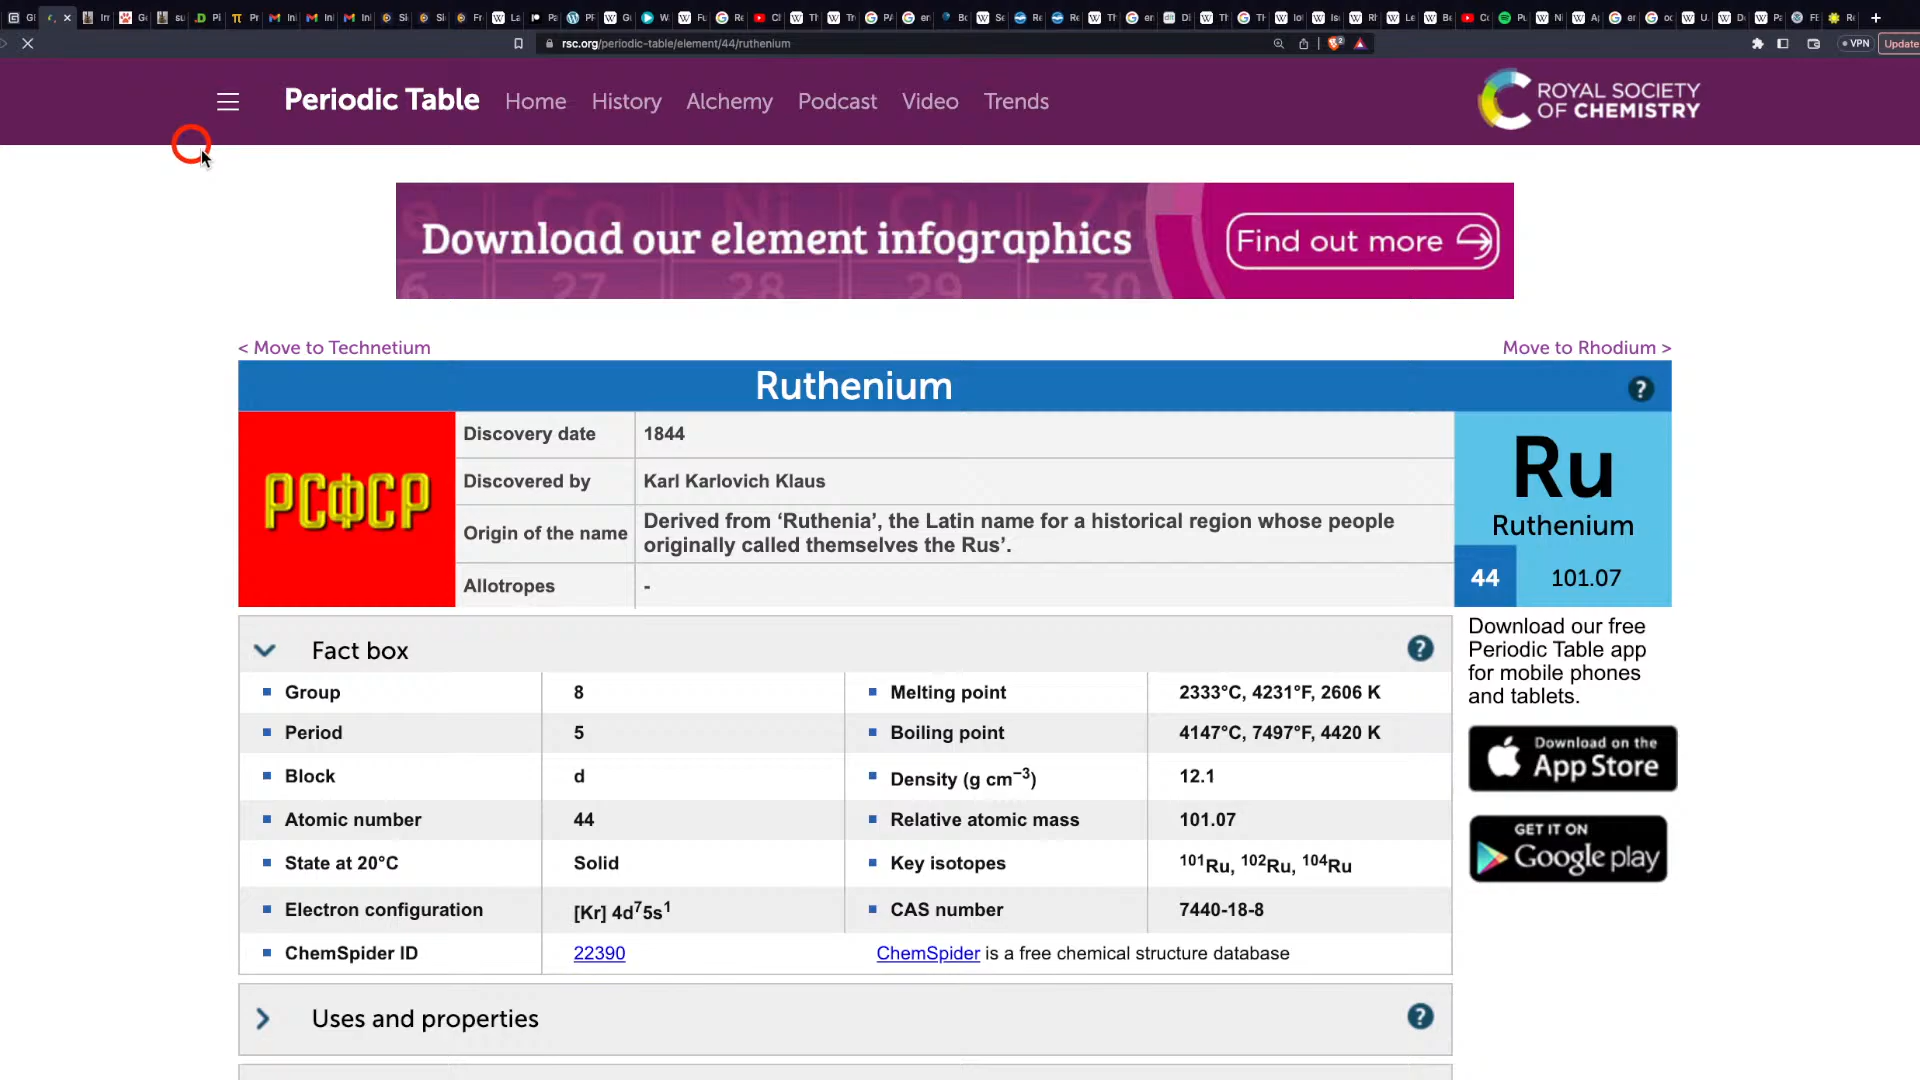 rsc.org/periodic-table/element/44/ruthenium
VPN
Update
Periodic Table
Home
History
Alchemy
Podcast
Video
Trends
ROYAL SOCIETY
OF CHEMISTRY
Download our element infographics
Find out more
27
28
29
30
< Move to Technetium
Move to Rhodium >
Ruthenium
?
РСФСР
Discovery date
1844
Discovered by
Karl Karlovich Klaus
Origin of the name
Derived from ‘Ruthenia’, the Latin name for a historical region whose people
originally called themselves the Rus’.
Allotropes
-
Ru
Ruthenium
44
101.07
Fact box
?
Group
8
Melting point
2333°C, 4231°F, 2606 K
Period
5
Boiling point
4147°C, 7497°F, 4420 K
Block
d
Density (g cm⁻³)
12.1
Atomic number
44
Relative atomic mass
101.07
State at 20°C
Solid
Key isotopes
¹⁰¹Ru, ¹⁰²Ru, ¹⁰⁴Ru
Electron configuration
[Kr] 4d⁷5s¹
CAS number
7440-18-8
ChemSpider ID
22390
ChemSpider is a free chemical structure database
Download our free
Periodic Table app
for mobile phones
and tablets.
Download on the
App Store
GET IT ON
Google play
Uses and properties
?